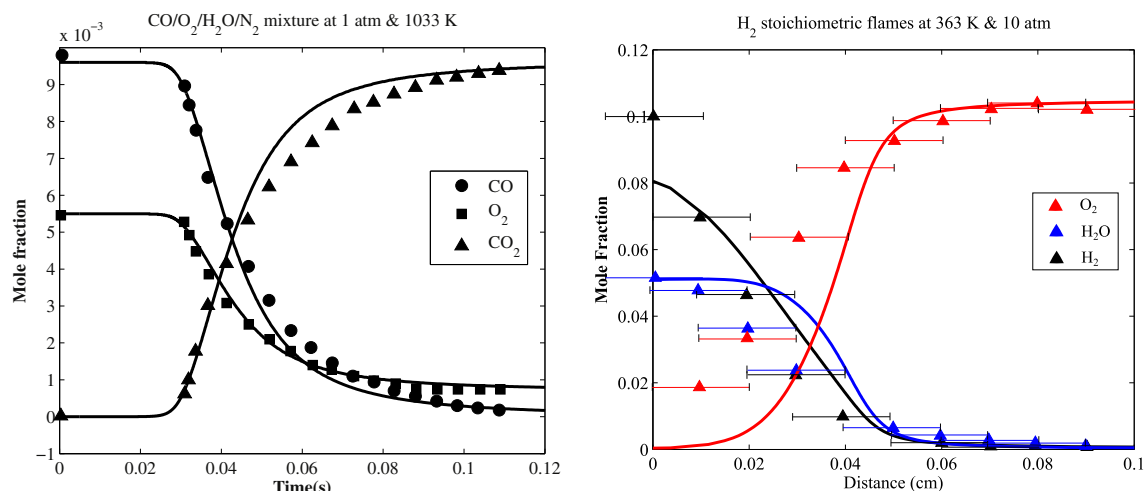 CO/O2/H2O/N2 mixture at 1 atm & 1033 K
x 10^-3
9
8
7
6
5
4
3
2
1
0
−1
0
0.02
0.04
0.06
0.08
0.1
0.12
Mole fraction
Time(s)
CO
O2
CO2
H2 stoichiometric flames at 363 K & 10 atm
0.12
0.1
0.08
0.06
0.04
0.02
0
0
0.02
0.04
0.06
0.08
0.1
Mole Fraction
Distance (cm)
O2
H2O
H2